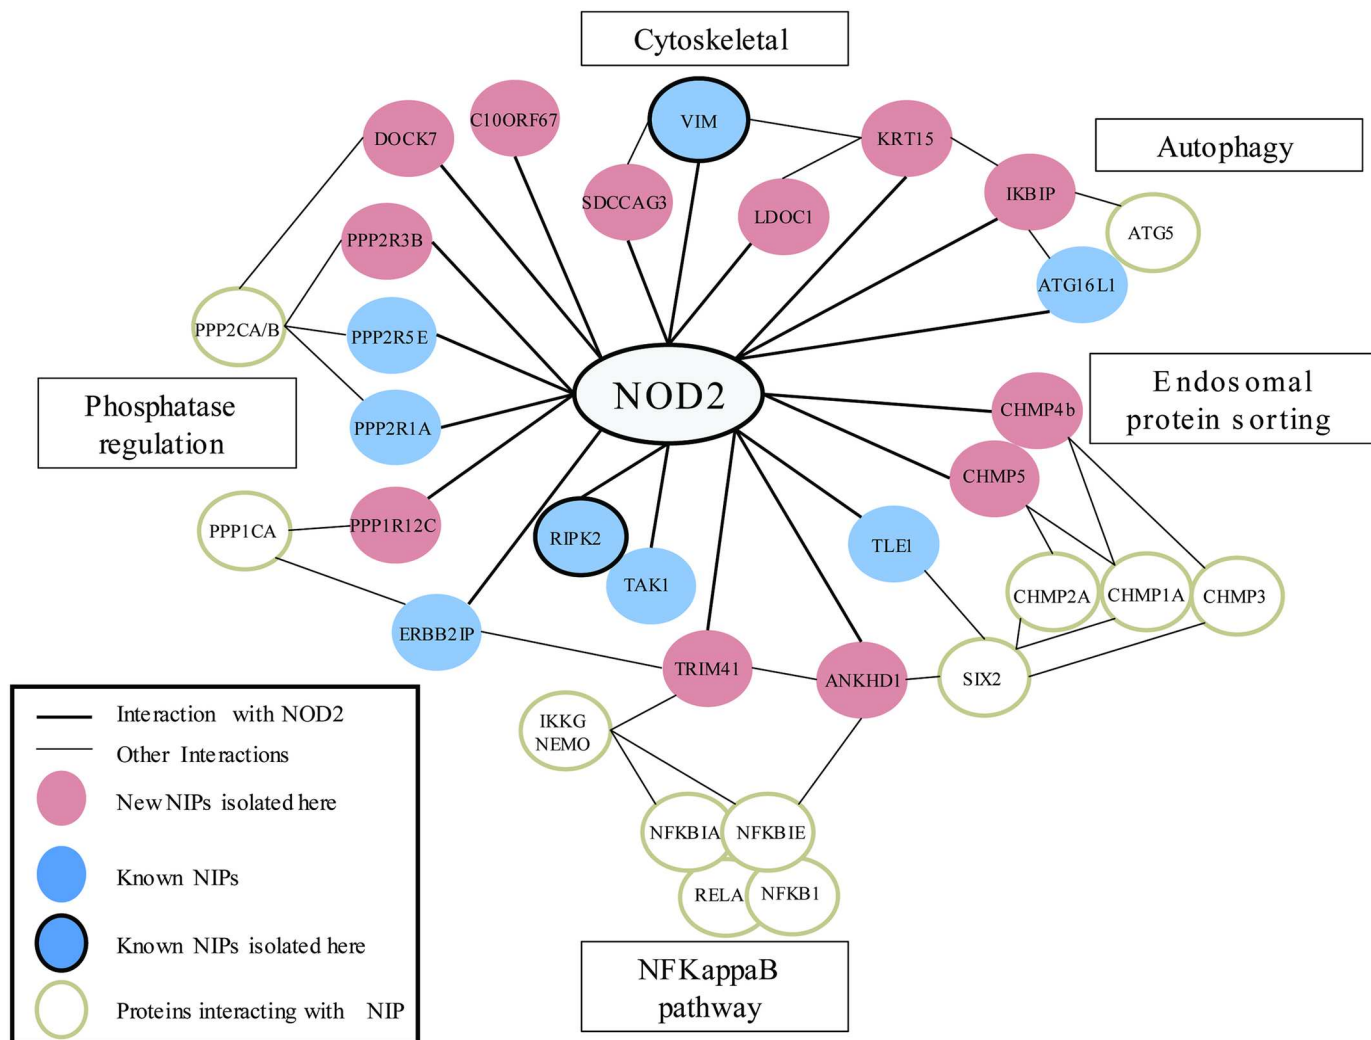 Cytoskeletal
C10ORF67
VIM
DOCK7
KRT15
Autophagy
SDCCAG3
LDOC1
IKBIP
PPP2R3B
ATG5
ATG16L1
PPP2CA/B
PPP2R5E
NOD2
Endosomal
protein sorting
Phosphatase
regulation
PPP2R1A
CHMP4b
CHMP5
PPP1CA
PPP1R12C
RIPK2
TLE1
TAK1
CHMP2A
CHMP1A
CHMP3
ERBB2IP
TRIM41
ANKHD1
SIX2
IKKG
NEMO
NFKBIA
NFKBIE
RELA
NFKB1
NFKappaB
pathway
Interaction with NOD2
Other Interactions
New NIPs isolated here
Known NIPs
Known NIPs isolated here
Proteins interacting with NIP